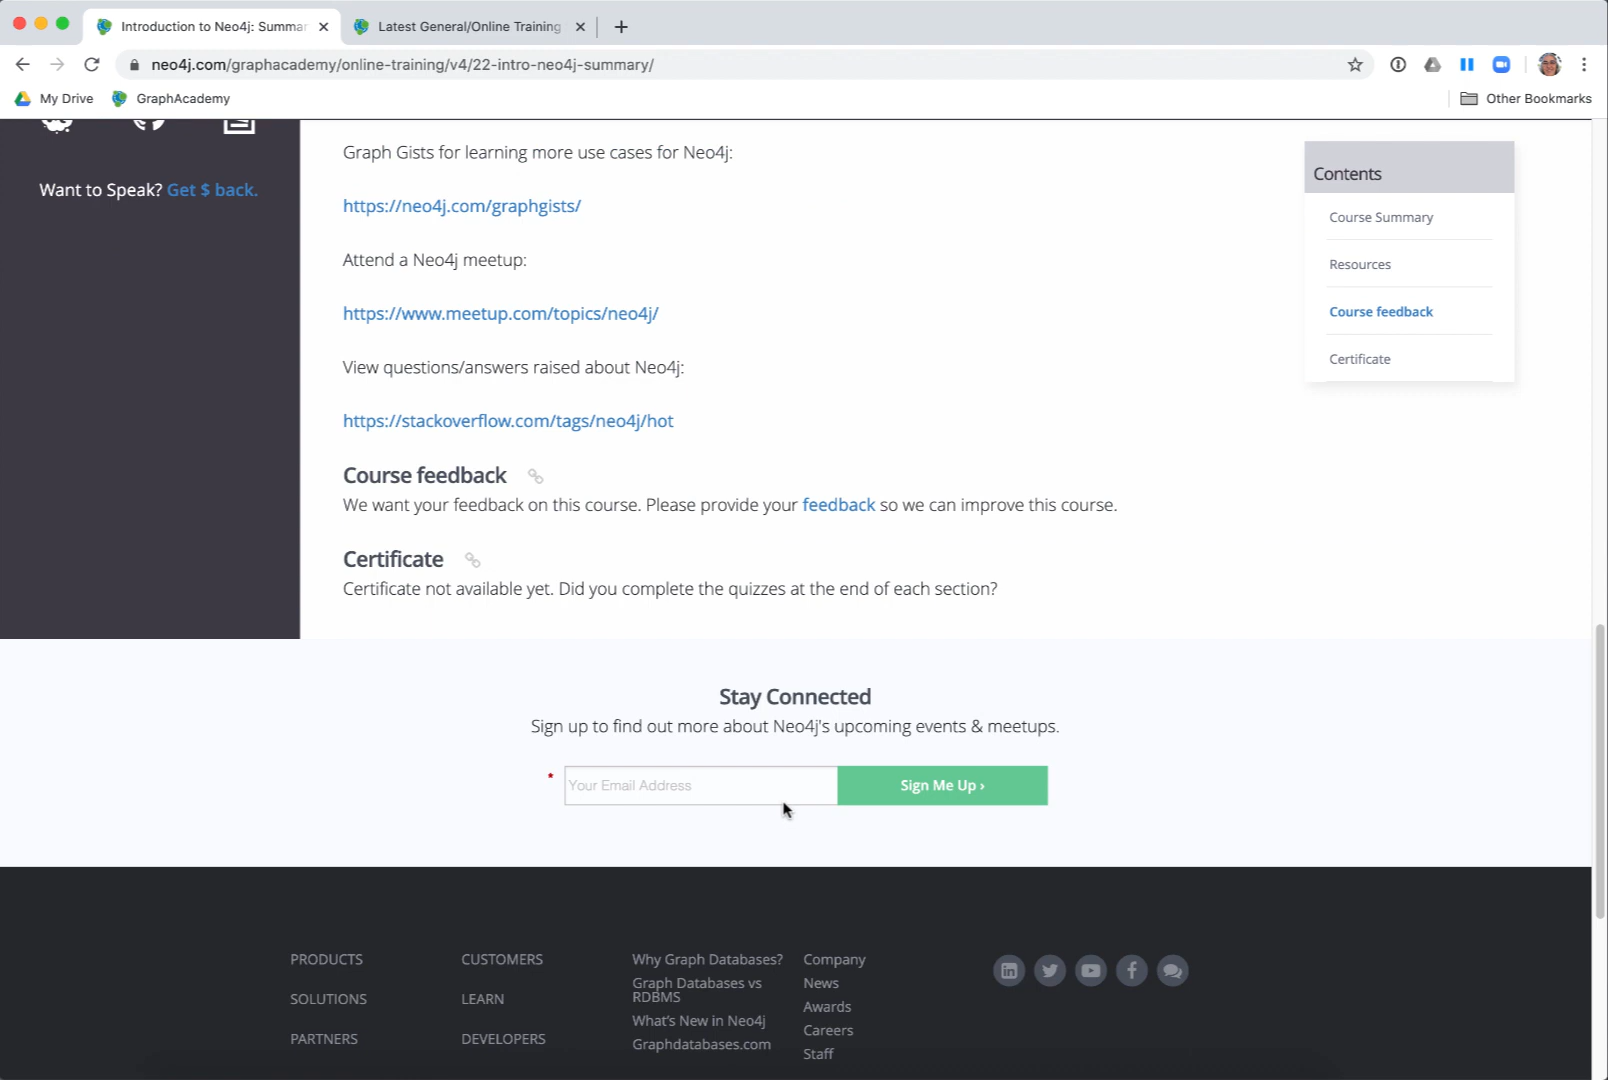 Introduction to Neo4j: Summar
Latest General/Online Training
neo4j.com/graphacademy/online-training/v4/22-intro-neo4j-summary/
My Drive
GraphAcademy
Other Bookmarks
Want to Speak? Get $ back.
Graph Gists for learning more use cases for Neo4j:
https://neo4j.com/graphgists/
Attend a Neo4j meetup:
https://www.meetup.com/topics/neo4j/
View questions/answers raised about Neo4j:
https://stackoverflow.com/tags/neo4j/hot
Course feedback
We want your feedback on this course. Please provide your feedback so we can improve this course.
Certificate
Certificate not available yet. Did you complete the quizzes at the end of each section?
Contents
Course Summary
Resources
Course feedback
Certificate
Stay Connected
Sign up to find out more about Neo4j's upcoming events & meetups.
* Your Email Address
Sign Me Up ›
PRODUCTS
SOLUTIONS
PARTNERS
CUSTOMERS
LEARN
DEVELOPERS
Why Graph Databases?
Graph Databases vs
RDBMS
What's New in Neo4j
Graphdatabases.com
Company
News
Awards
Careers
Staff